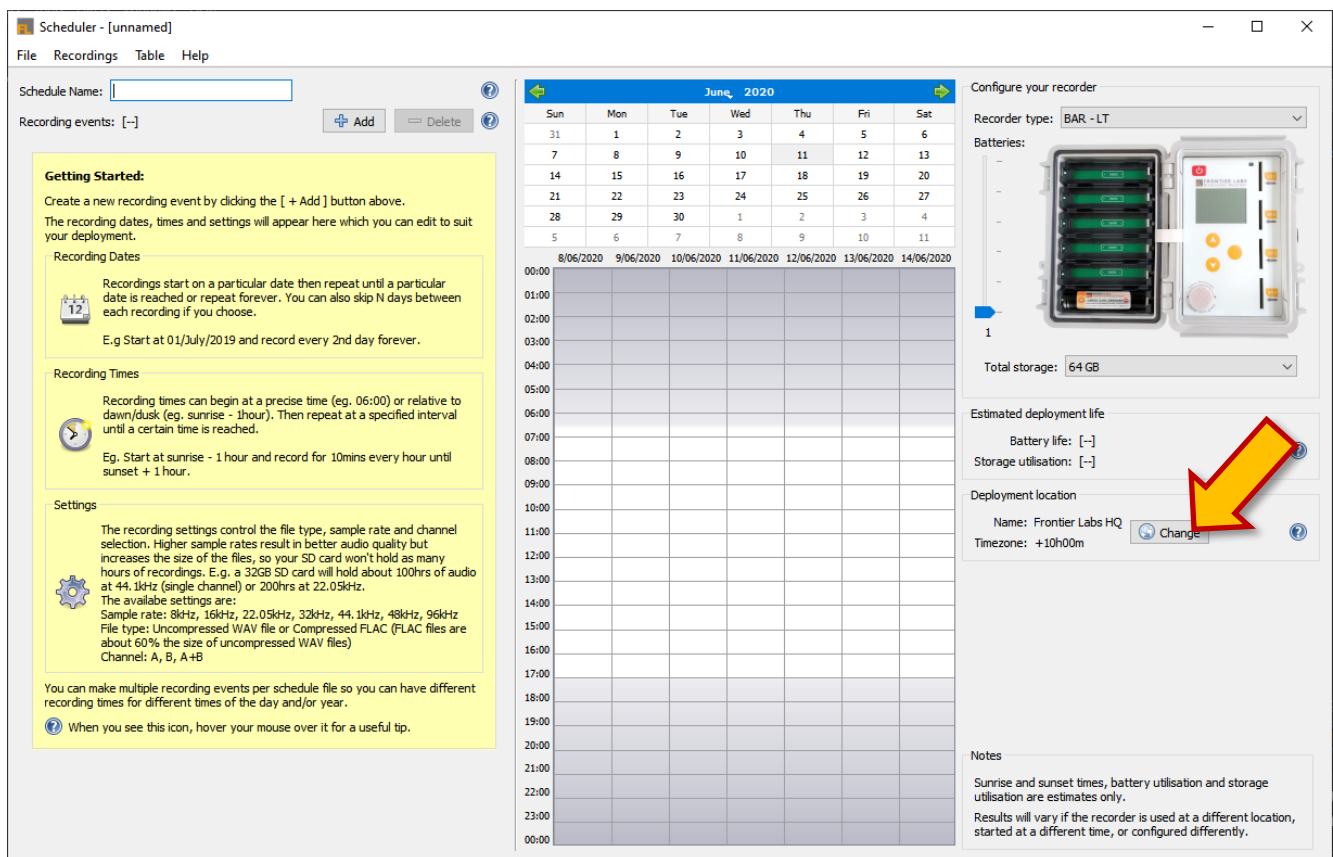 Scheduler - [unnamed]
File Recordings Table Help
Schedule Name:
Recording events: [--]
Add
Delete
Getting Started:
Create a new recording event by clicking the [ + Add ] button above.
The recording dates, times and settings will appear here which you can edit to suit
your deployment.
Recording Dates
Recordings start on a particular date then repeat until a particular
date is reached or repeat forever. You can also skip N days between
each recording if you choose.
12
E.g Start at 01/July/2019 and record every 2nd day forever.
Recording Times
Recording times can begin at a precise time (eg. 06:00) or relative to
dawn/dusk (eg. sunrise - 1hour). Then repeat at a specified interval
until a certain time is reached.
Eg. Start at sunrise - 1 hour and record for 10mins every hour until
sunset + 1 hour.
Settings
The recording settings control the file type, sample rate and channel
selection. Higher sample rates result in better audio quality but
increases the size of the files, so your SD card won't hold as many
hours of recordings. E.g. a 32GB SD card will hold about 100hrs of audio
at 44.1kHz (single channel) or 200hrs at 22.05kHz.
The availabe settings are:
Sample rate: 8kHz, 16kHz, 22.05kHz, 32kHz, 44.1kHz, 48kHz, 96kHz
File type: Uncompressed WAV file or Compressed FLAC (FLAC files are
about 60% the size of uncompressed WAV files)
Channel: A, B, A+B
You can make multiple recording events per schedule file so you can have different
recording times for different times of the day and/or year.
When you see this icon, hover your mouse over it for a useful tip.
June, 2020
Sun Mon Tue Wed Thu Fri Sat
31 1 2 3 4 5 6
7 8 9 10 11 12 13
14 15 16 17 18 19 20
21 22 23 24 25 26 27
28 29 30 1 2 3 4
5 6 7 8 9 10 11
8/06/2020 9/06/2020 10/06/2020 11/06/2020 12/06/2020 13/06/2020 14/06/2020
00:00
01:00
02:00
03:00
04:00
05:00
06:00
07:00
08:00
09:00
10:00
11:00
12:00
13:00
14:00
15:00
16:00
17:00
18:00
19:00
20:00
21:00
22:00
23:00
00:00
Configure your recorder
Recorder type: BAR - LT
Batteries:
FRONTIER LABS
1
Total storage: 64 GB
Estimated deployment life
Battery life: [--]
Storage utilisation: [--]
Deployment location
Name: Frontier Labs HQ
Timezone: +10h00m
Change
Notes
Sunrise and sunset times, battery utilisation and storage
utilisation are estimates only.
Results will vary if the recorder is used at a different location,
started at a different time, or configured differently.